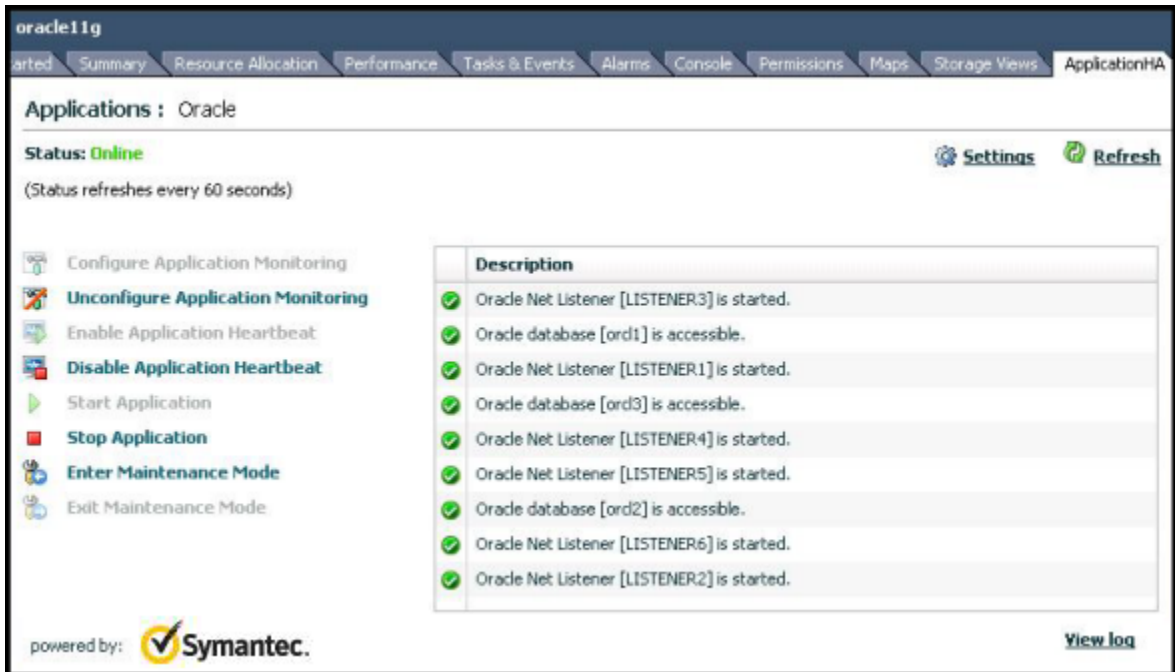 oracle11g
arted Summary Resource Allocation Performance Tasks & Events Alarms Console Permissions Maps Storage Views ApplicationHA
Applications : Oracle
Status: Online
Settings Refresh
(Status refreshes every 60 seconds)
Configure Application Monitoring
Unconfigure Application Monitoring
Enable Application Heartbeat
Disable Application Heartbeat
Start Application
Stop Application
Enter Maintenance Mode
Exit Maintenance Mode
Description
Oracle Net Listener [LISTENER3] is started.
Oracle database [orcl1] is accessible.
Oracle Net Listener [LISTENER1] is started.
Oracle database [orcl3] is accessible.
Oracle Net Listener [LISTENER4] is started.
Oracle Net Listener [LISTENER5] is started.
Oracle database [orcl2] is accessible.
Oracle Net Listener [LISTENER6] is started.
Oracle Net Listener [LISTENER2] is started.
powered by: Symantec.
View log